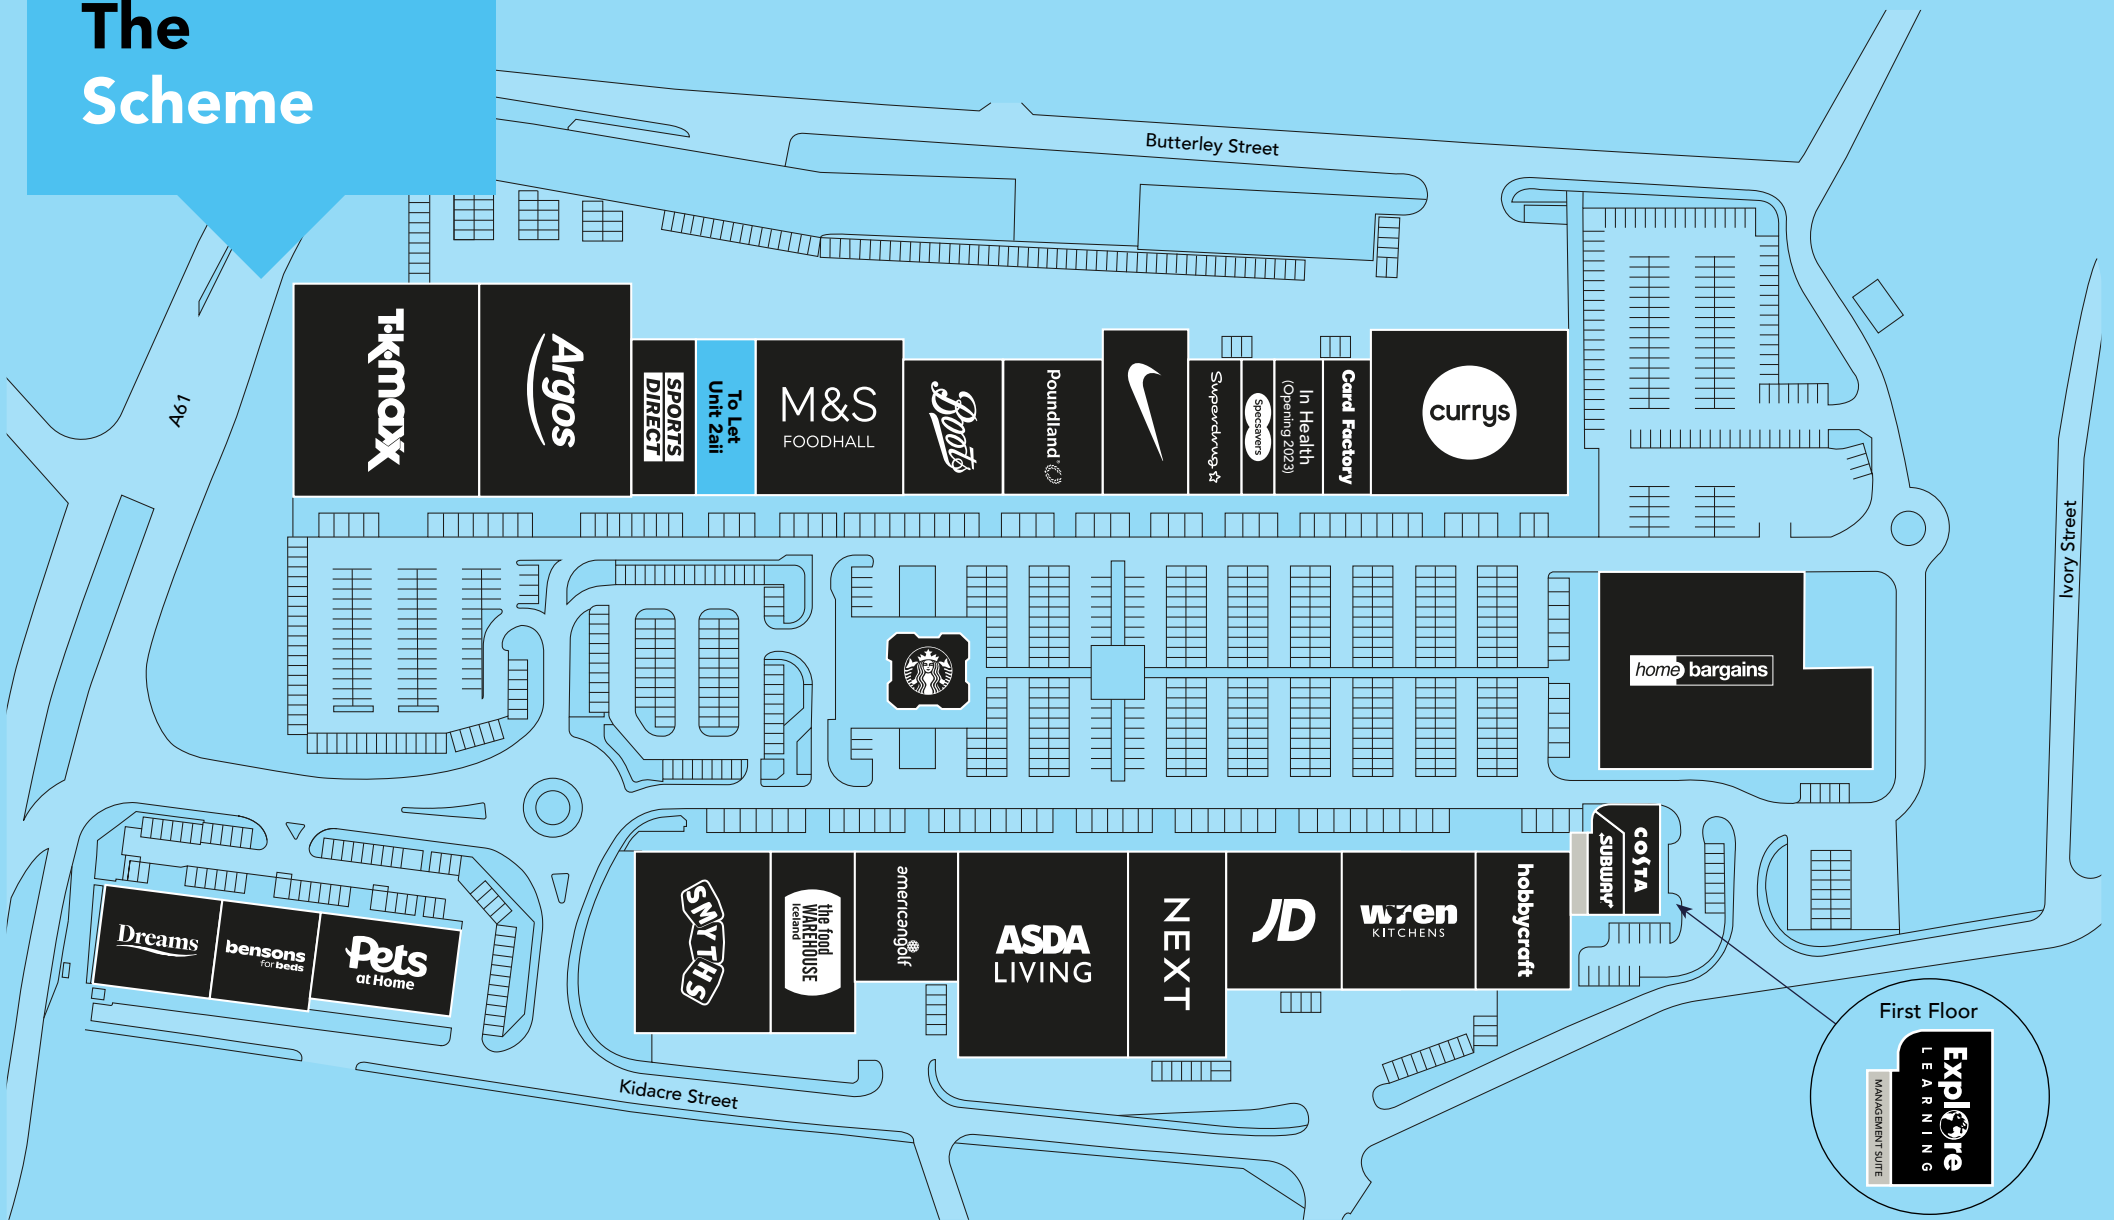 The
Scheme
Butterley Street
A61
TK maxx
Argos
SPORTS
DIRECT
To Let
Unit 2aii
M&S
FOODHALL
Boots
Poundland
Superdrug
Specsavers
In Health
(Opening 2023)
Card Factory
currys
Ivory Street
home bargains
Dreams
bensons
for beds
Pets
at Home
SMYTHS
the food
WAREHOUSE
Iceland
americangolf
ASDA
LIVING
NEXT
JD
wren
KITCHENS
hobbycraft
SUBWAY
COSTA
Kidacre Street
First Floor
Explore
LEARNING
MANAGEMENT SUITE